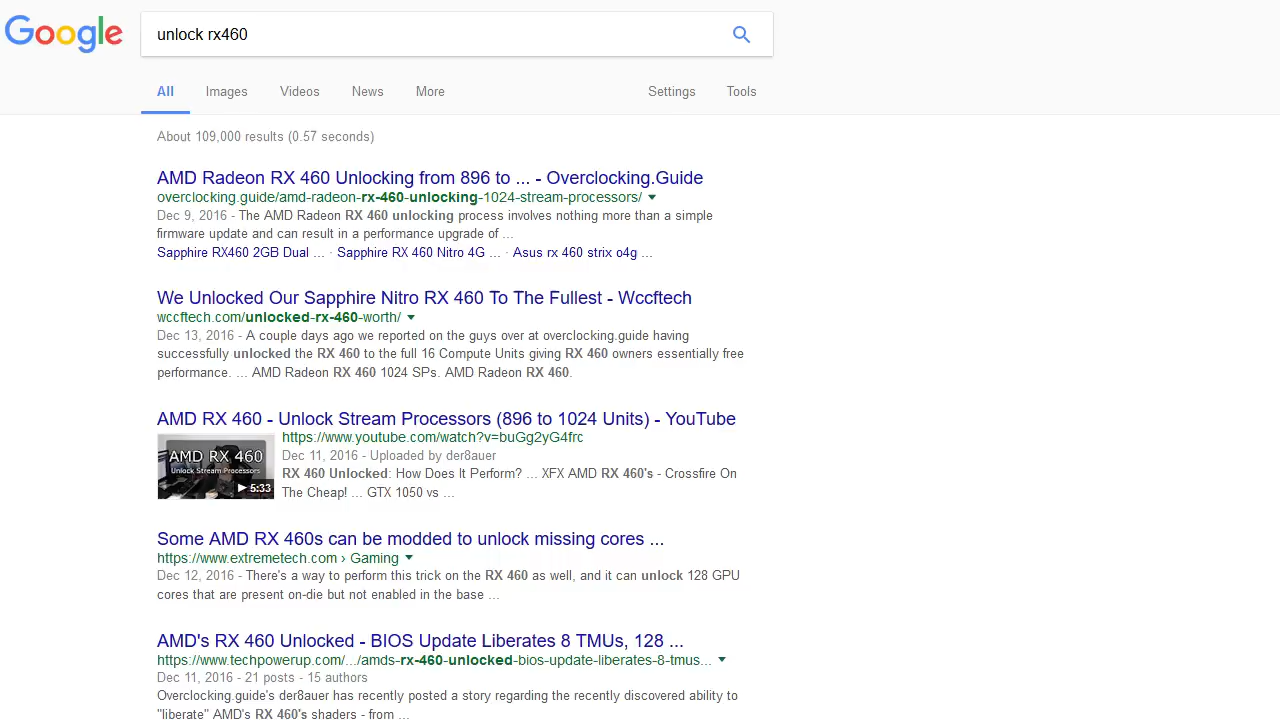 Google
unlock rx460
All Images Videos News More Settings Tools
About 109,000 results (0.57 seconds)
AMD Radeon RX 460 Unlocking from 896 to ... - Overclocking.Guide
overclocking.guide/amd-radeon-rx-460-unlocking-1024-stream-processors/
Dec 9, 2016 - The AMD Radeon RX 460 unlocking process involves nothing more than a simple
firmware update and can result in a performance upgrade of ...
Sapphire RX460 2GB Dual ... · Sapphire RX 460 Nitro 4G ... · Asus rx 460 strix o4g ...
We Unlocked Our Sapphire Nitro RX 460 To The Fullest - Wccftech
wccftech.com/unlocked-rx-460-worth/
Dec 13, 2016 - A couple days ago we reported on the guys over at overclocking.guide having
successfully unlocked the RX 460 to the full 16 Compute Units giving RX 460 owners essentially free
performance. ... AMD Radeon RX 460 1024 SPs. AMD Radeon RX 460.
AMD RX 460 - Unlock Stream Processors (896 to 1024 Units) - YouTube
https://www.youtube.com/watch?v=buGg2yG4frc
Dec 11, 2016 - Uploaded by der8auer
RX 460 Unlocked: How Does It Perform? ... XFX AMD RX 460's - Crossfire On
The Cheap! ... GTX 1050 vs ...
AMD RX 460
Unlock Stream Processors
5:33
Some AMD RX 460s can be modded to unlock missing cores ...
https://www.extremetech.com › Gaming
Dec 12, 2016 - There's a way to perform this trick on the RX 460 as well, and it can unlock 128 GPU
cores that are present on-die but not enabled in the base ...
AMD's RX 460 Unlocked - BIOS Update Liberates 8 TMUs, 128 ...
https://www.techpowerup.com/.../amds-rx-460-unlocked-bios-update-liberates-8-tmus...
Dec 11, 2016 - 21 posts - 15 authors
Overclocking.guide's der8auer has recently posted a story regarding the recently discovered ability to
"liberate" AMD's RX 460's shaders - from ...